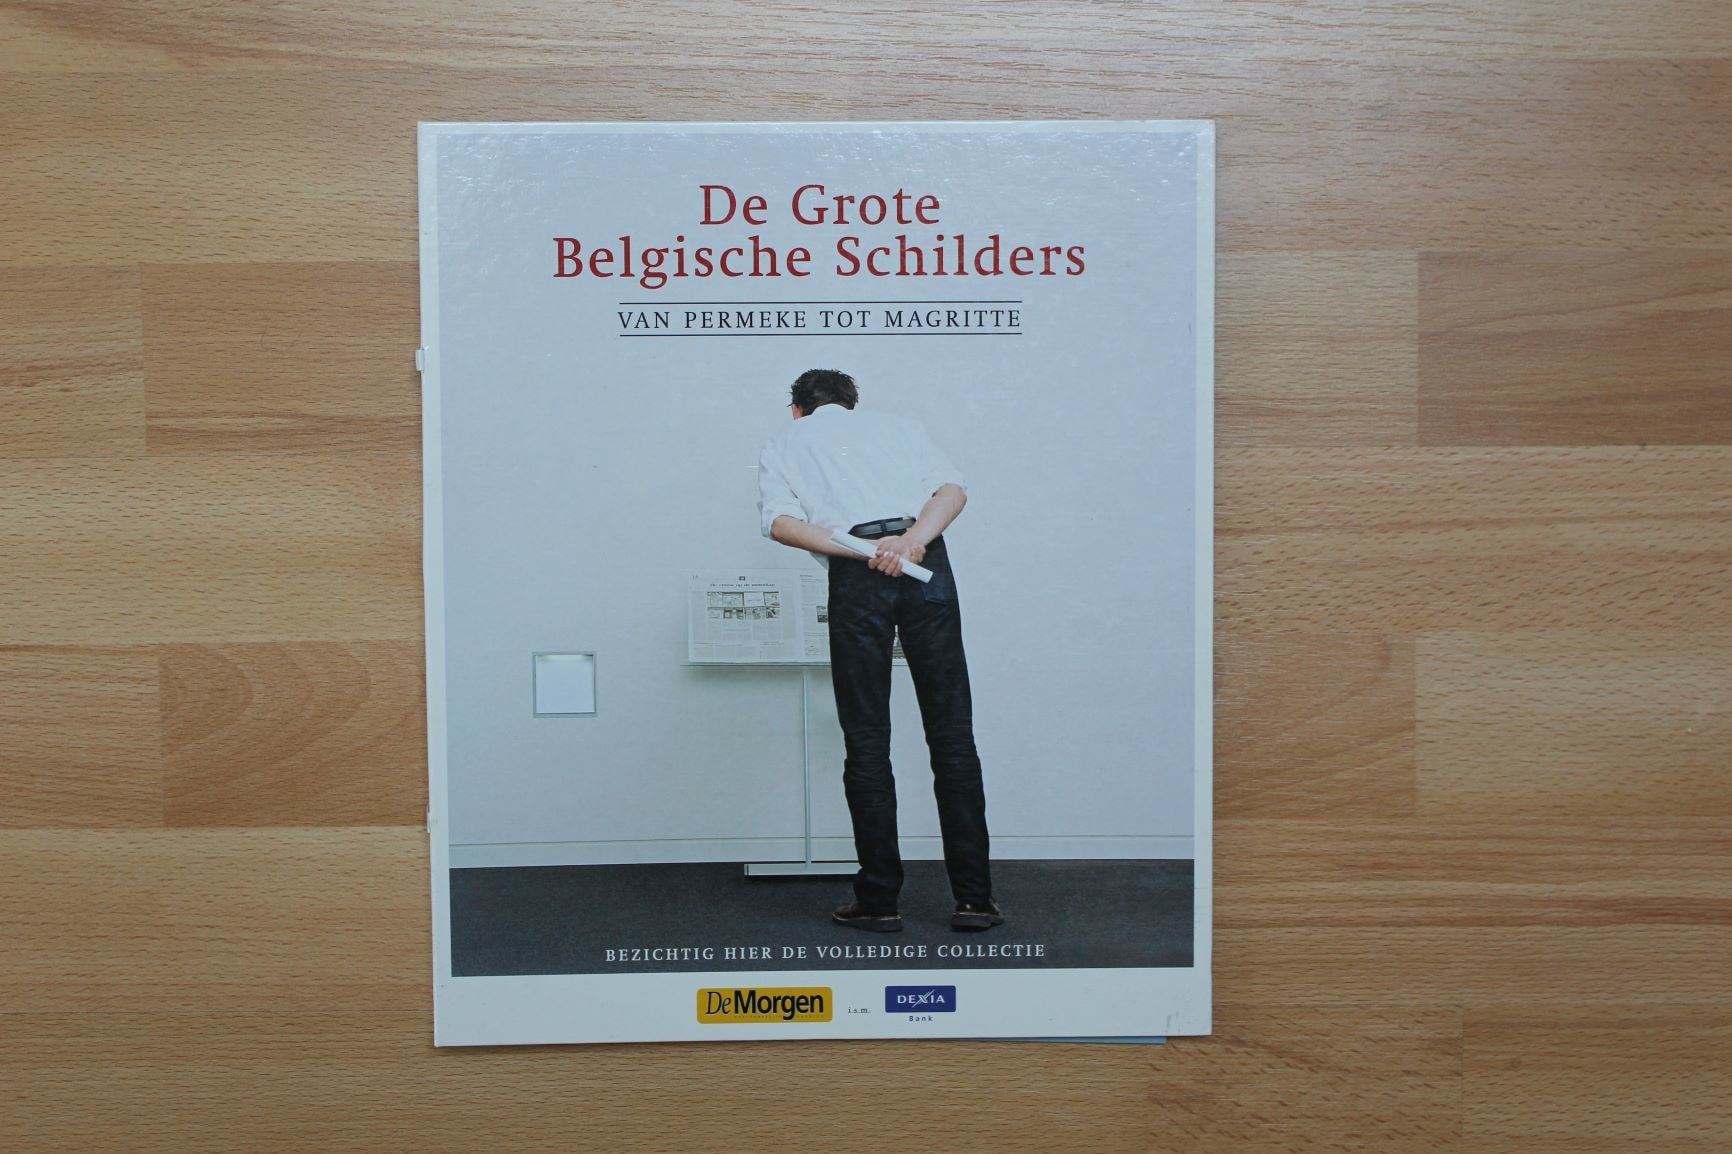 De Grote
Belgische Schilders
VAN PERMEKE TOT MAGRITTE
BEZICHTIG HIER DE VOLLEDIGE COLLECTIE
DeMorgen
i.s.m.
DEXIA
Bank